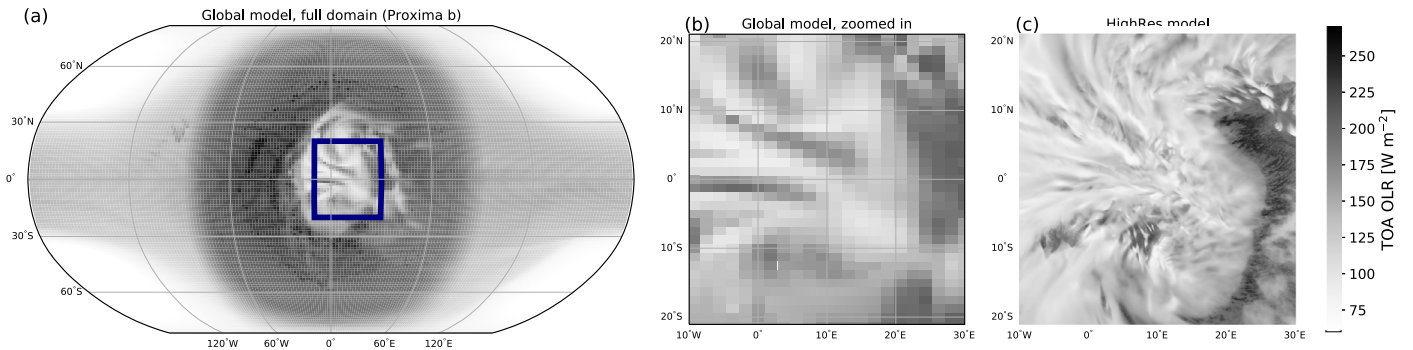 (a)
Global model, full domain (Proxima b)
60°N
30°N
0°
30°S
60°S
120°W 60°W 0° 60°E 120°E
(b)
Global model, zoomed in
20°N
10°N
0°
10°S
20°S
10°W 0° 10°E 20°E 30°E
(c)
HighRes model
20°N
10°N
0°
10°S
20°S
10°W 0° 10°E 20°E 30°E
250
225
200
175
150
125
100
75
TOA OLR [W m⁻²]